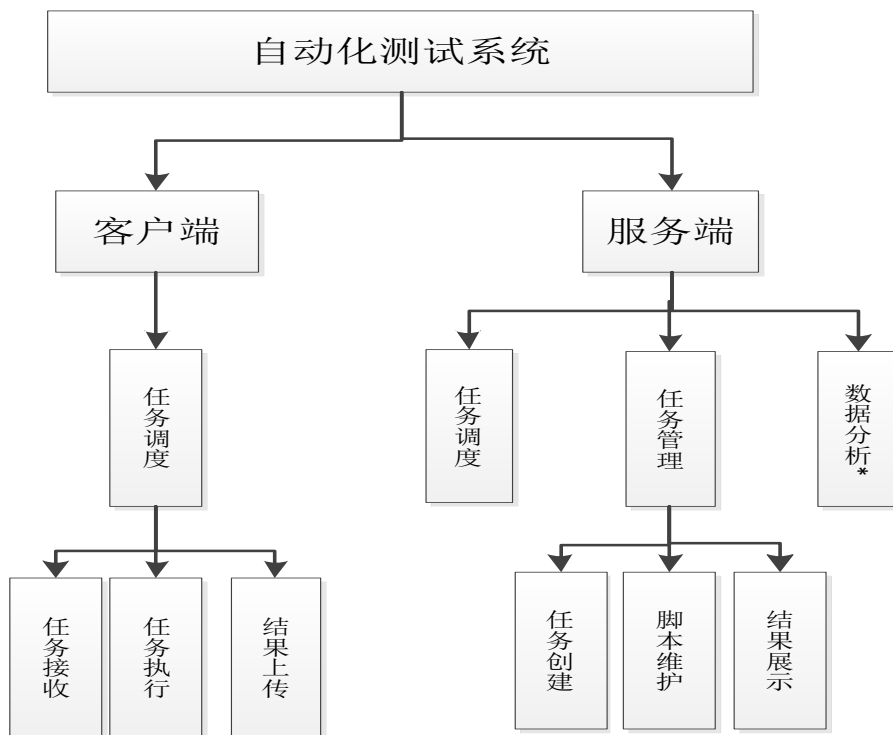 自动化测试系统
客户端
服务端
任务调度
任务调度
任务管理
数据分析*
任务接收
任务执行
结果上传
任务创建
脚本维护
结果展示